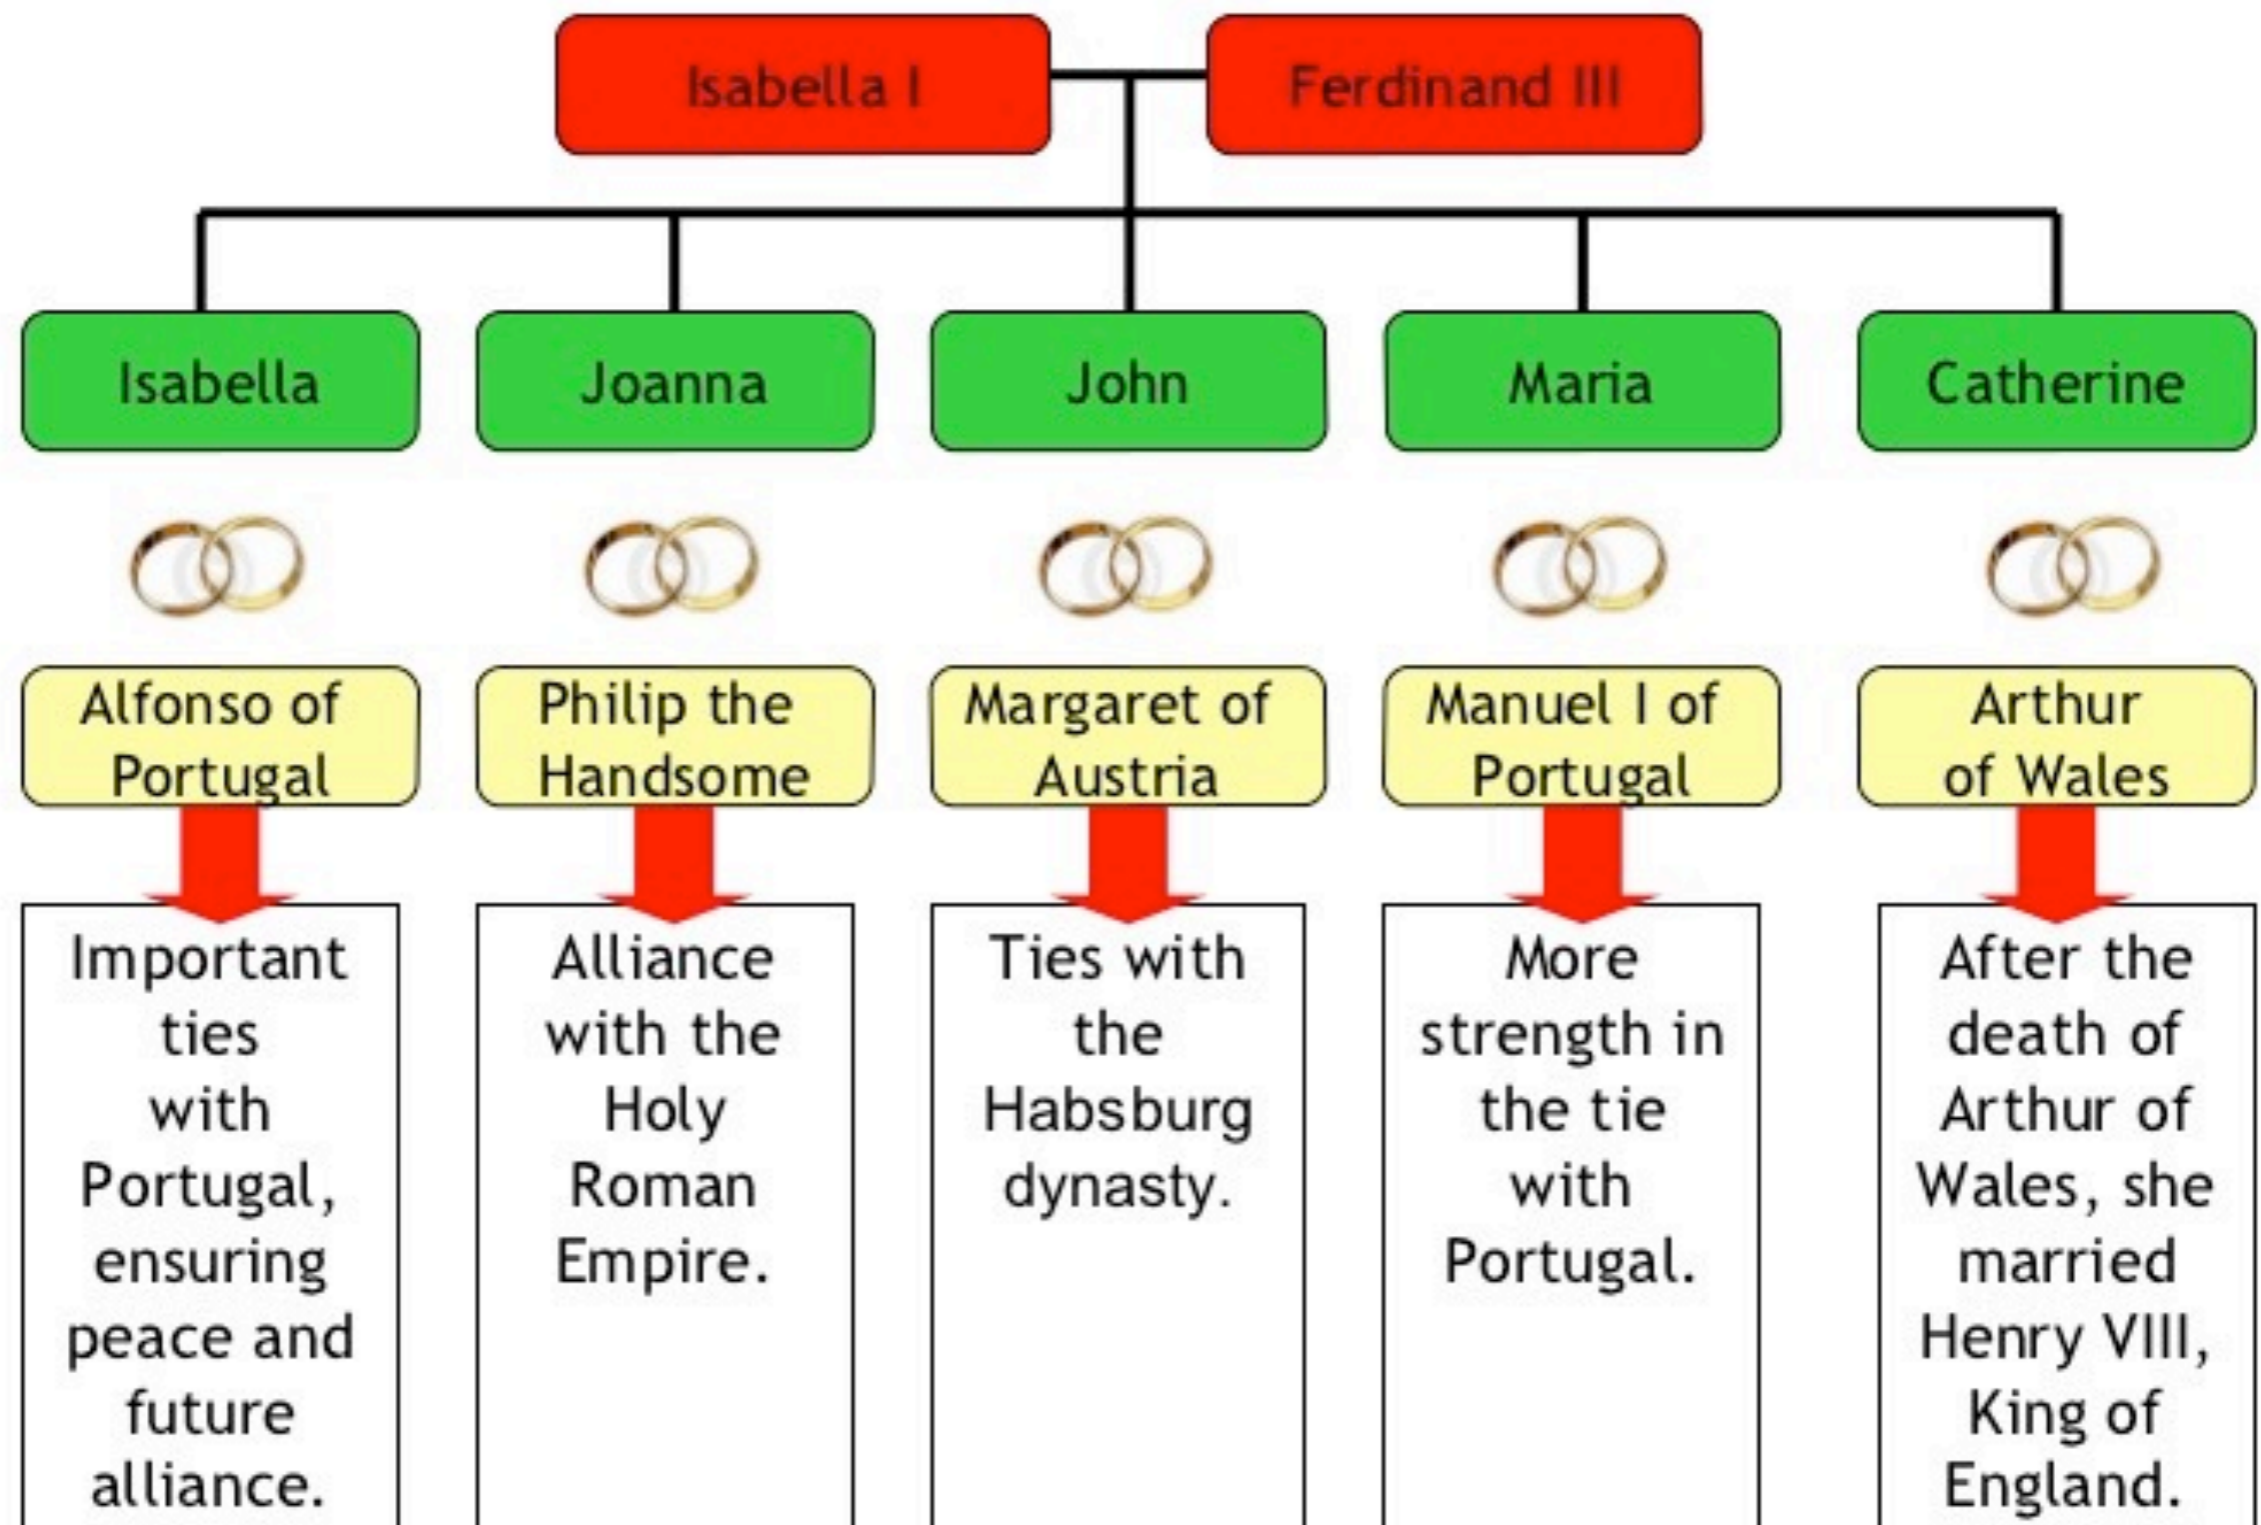 Isabella I
Ferdinand III
Isabella
Joanna
John
Maria
Catherine
Alfonso of
Portugal
Philip the
Handsome
Margaret of
Austria
Manuel I of
Portugal
Arthur
of Wales
Important
ties
with
Portugal,
ensuring
peace and
future
alliance.
Alliance
with the
Holy
Roman
Empire.
Ties with
the
Habsburg
dynasty.
More
strength in
the tie
with
Portugal.
After the
death of
Arthur of
Wales, she
married
Henry VIII,
King of
England.